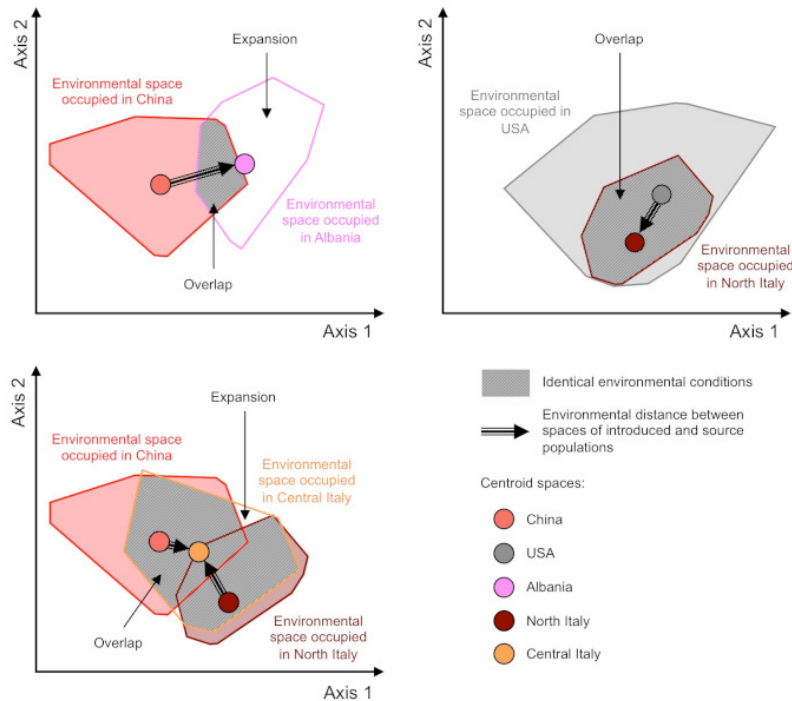 Axis 2
Expansion
Environmental space
occupied in China
Environmental
space occupied
in Albania
Overlap
Axis 1
Axis 2
Overlap
Environmental
space occupied in
USA
Environmental
space occupied
in North Italy
Axis 1
Axis 2
Expansion
Environmental space
occupied in China
Environmental
space occupied
in Central Italy
Overlap
Environmental
space occupied
in North Italy
Axis 1
Identical environmental conditions
Environmental distance between
spaces of introduced and source
populations
Centroid spaces:
China
USA
Albania
North Italy
Central Italy